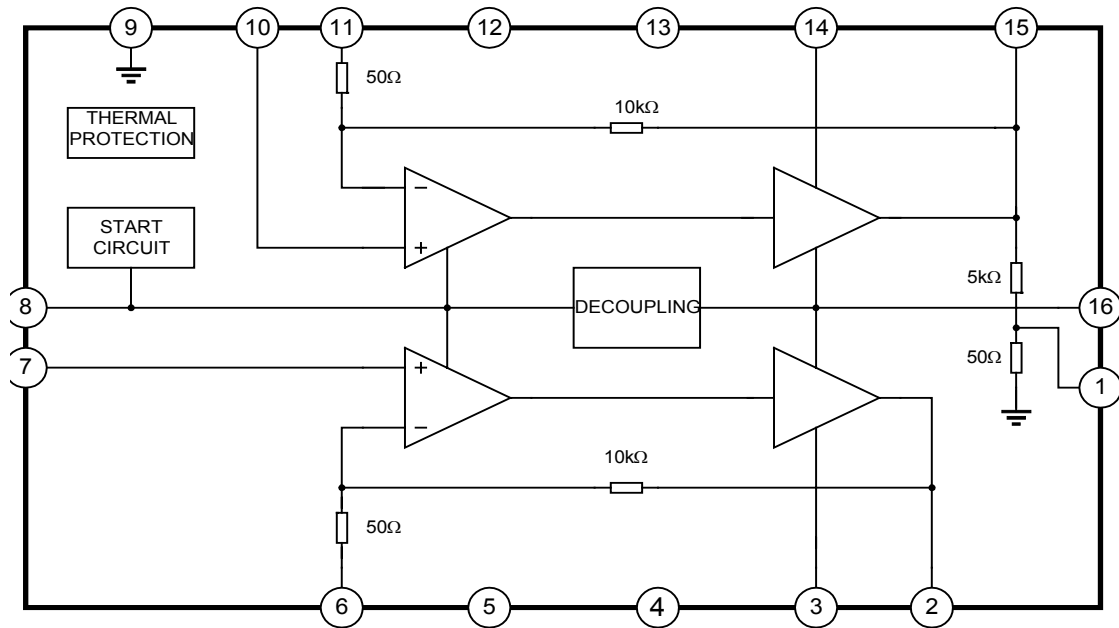 9 10 11 12 13 14 15
50Ω
10kΩ
THERMAL
PROTECTION
−
START
CIRCUIT
+
5kΩ
8
DECOUPLING
16
50Ω
7
+
1
−
10kΩ
50Ω
6 5 4 3 2